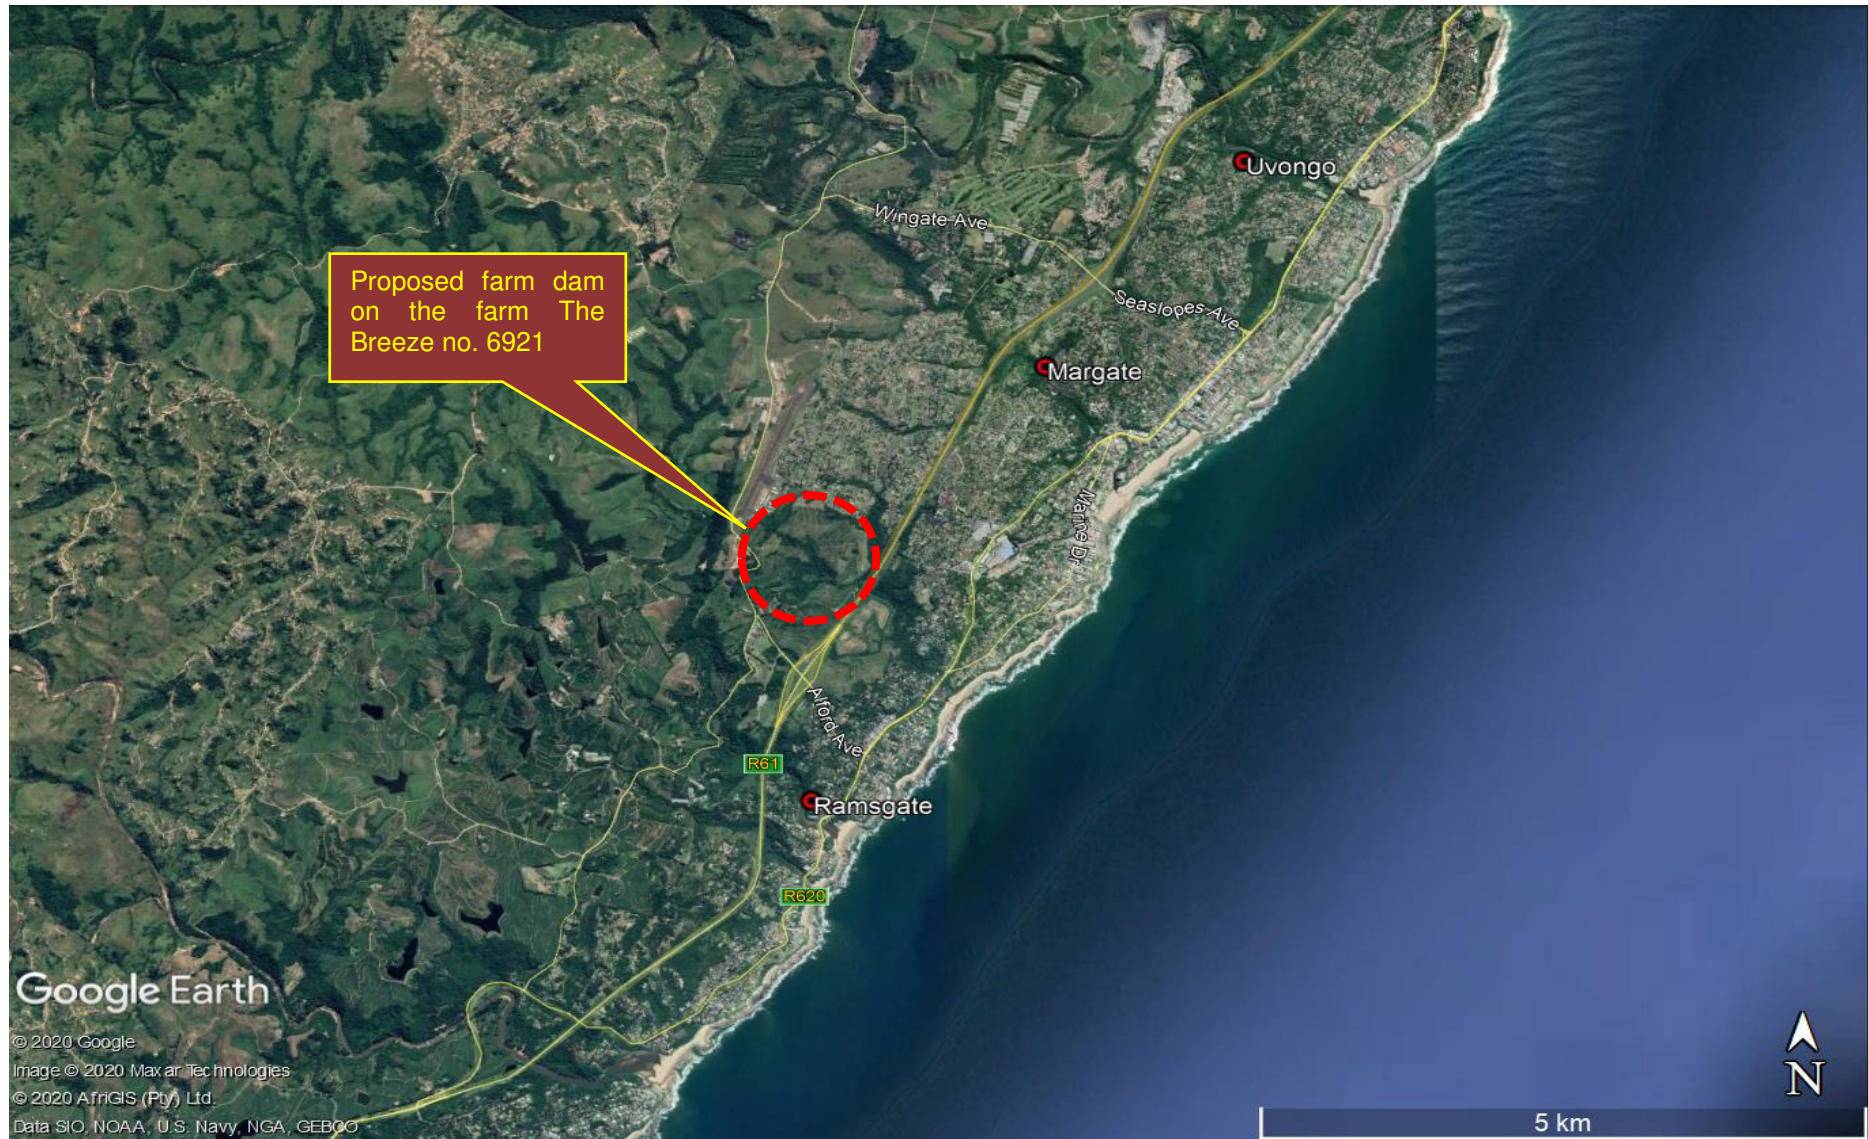 Uvongo
Wingate Ave
Proposed farm dam
on the farm The
Breeze no. 6921
Seaslopes Ave
Margate
Marine Dr
Alford Ave
R61
Ramsgate
R620
Google Earth
© 2020 Google
Image © 2020 Maxar Technologies
© 2020 AfriGIS (Pty) Ltd.
Data SIO, NOAA, U.S. Navy, NGA, GEBCO
N
5 km